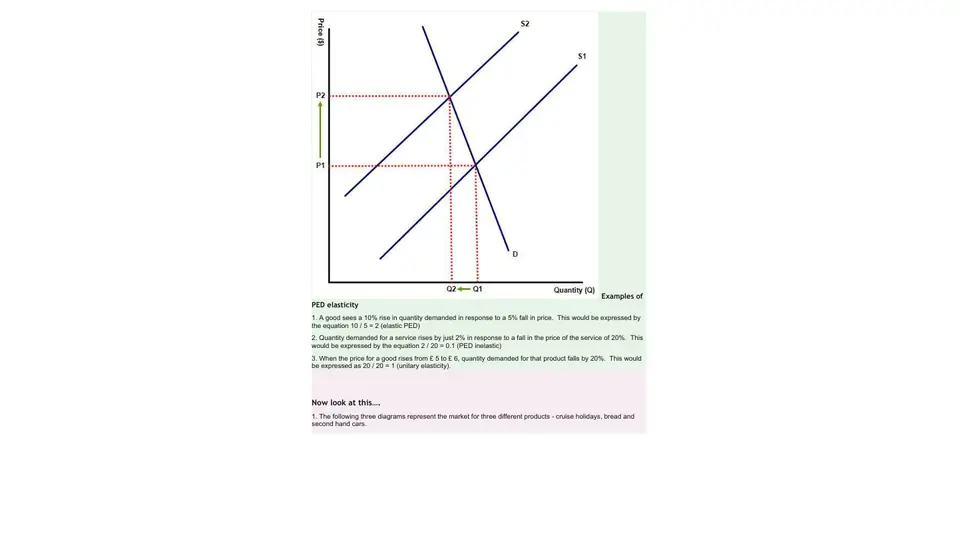 Price ($)
S2
S1
P2
P1
D
Q2
Q1
Quantity (Q)
Examples of
PED elasticity
1. A good sees a 10% rise in quantity demanded in response to a 5% fall in price.  This would be expressed by
the equation 10 / 5 = 2 (elastic PED)
2. Quantity demanded for a service rises by just 2% in response to a fall in the price of the service of 20%.  This
would be expressed by the equation 2 / 20 = 0.1 (PED inelastic)
3. When the price for a good rises from £ 5 to £ 6, quantity demanded for that product falls by 20%.  This would
be expressed as 20 / 20 = 1 (unitary elasticity).
Now look at this....
1. The following three diagrams represent the market for three different products - cruise holidays, bread and
second hand cars.